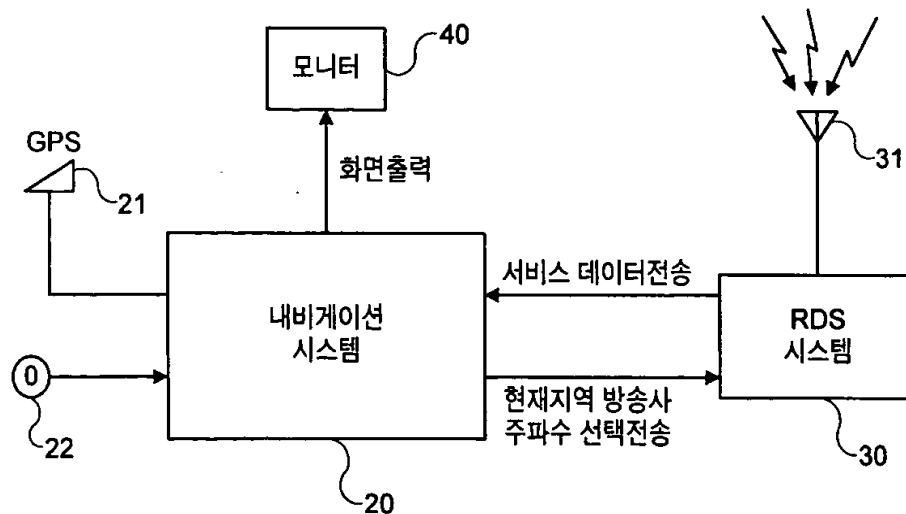 모니터
40
GPS
21
화면출력
31
서비스 데이터전송
내비게이션
시스템
RDS
시스템
0
22
현재지역 방송사
주파수 선택전송
20
30